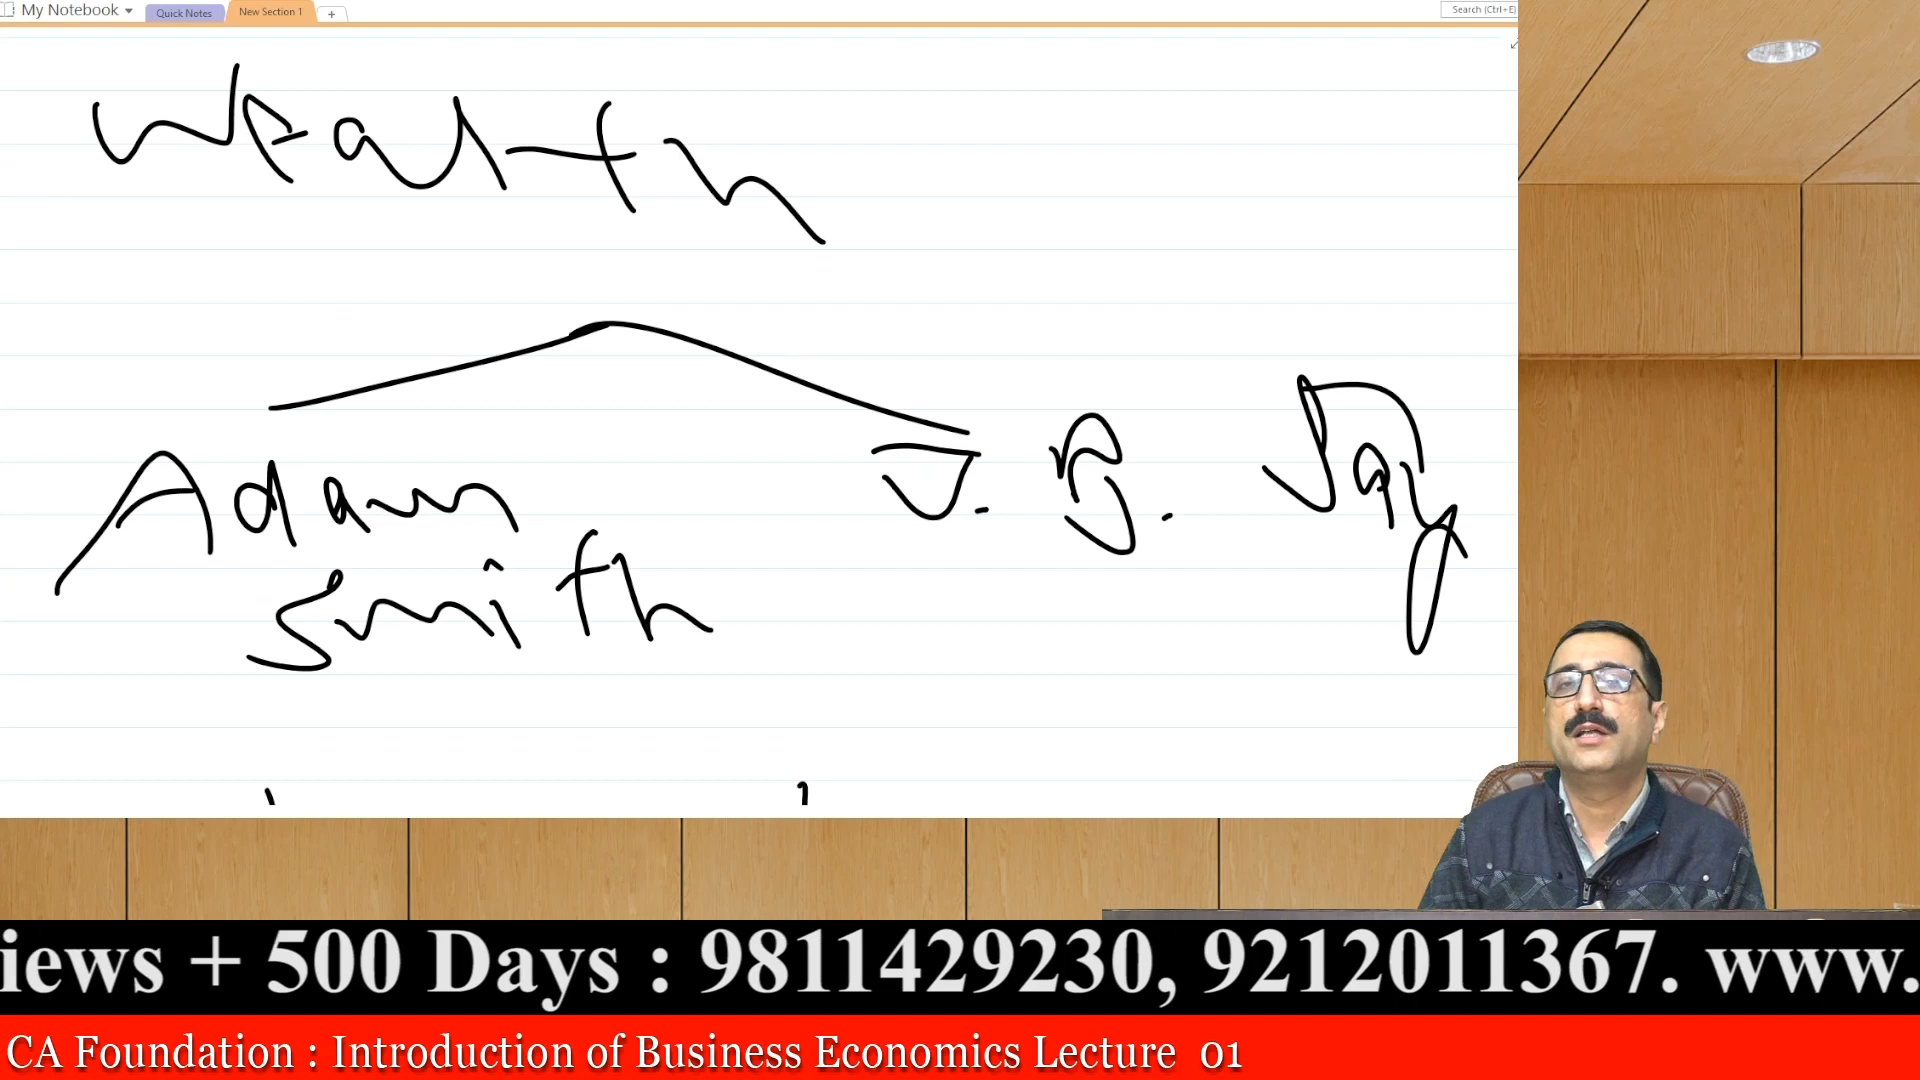 My Notebook
Quick Notes
New Section 1
+
Search (Ctrl+E)
Wealth
Adam
Smith
J. B. Say
iews + 500 Days : 9811429230, 9212011367. www.
CA Foundation : Introduction of Business Economics Lecture 01